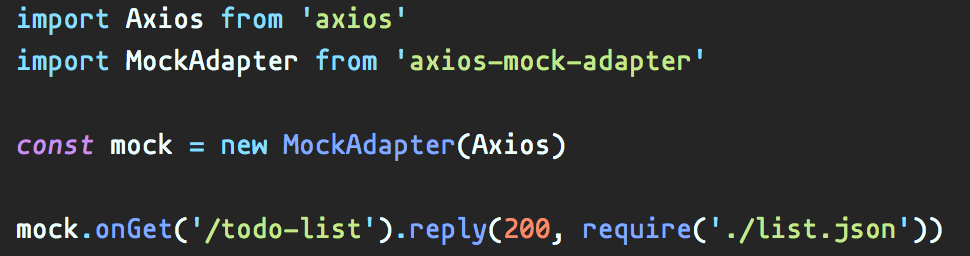 import Axios from 'axios'
import MockAdapter from 'axios-mock-adapter'
const mock = new MockAdapter(Axios)
mock.onGet('/todo-list').reply(200, require('./list.json'))